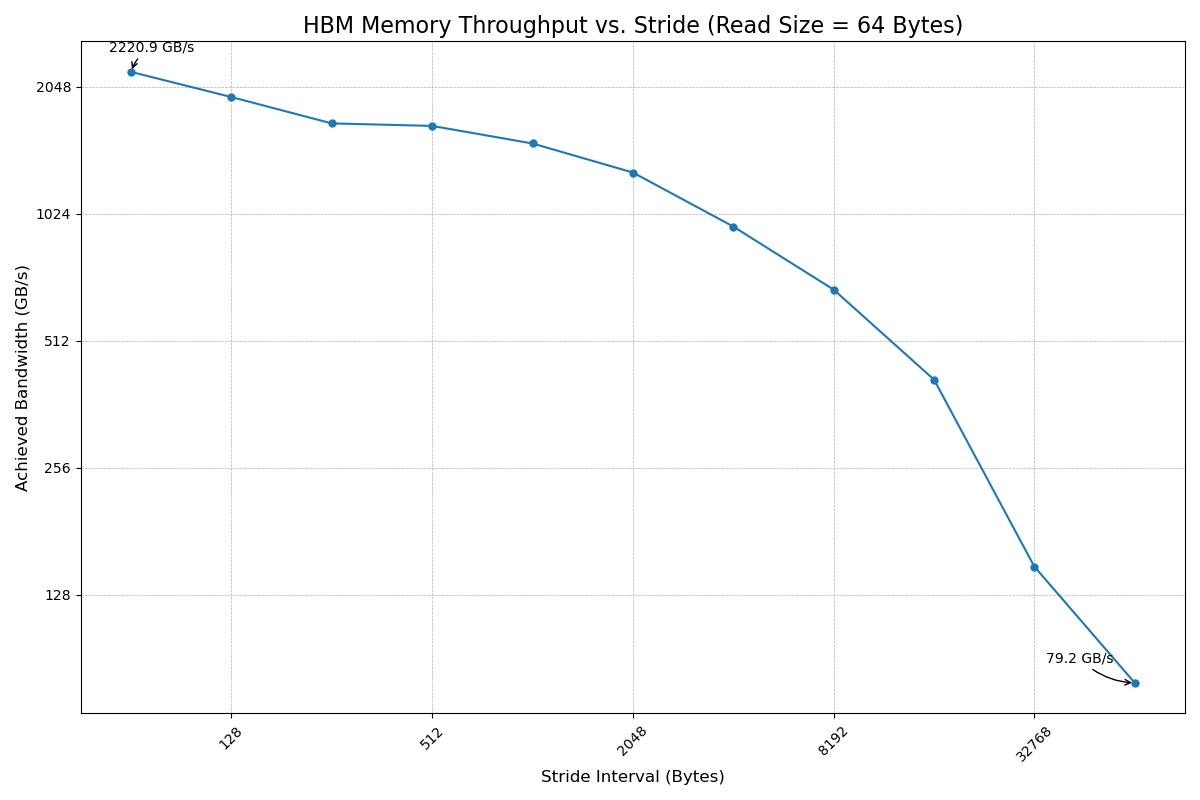 HBM Memory Throughput vs. Stride (Read Size = 64 Bytes)
2220.9 GB/s
2048
1024
512
256
128
79.2 GB/s
Achieved Bandwidth (GB/s)
128
512
2048
8192
32768
Stride Interval (Bytes)